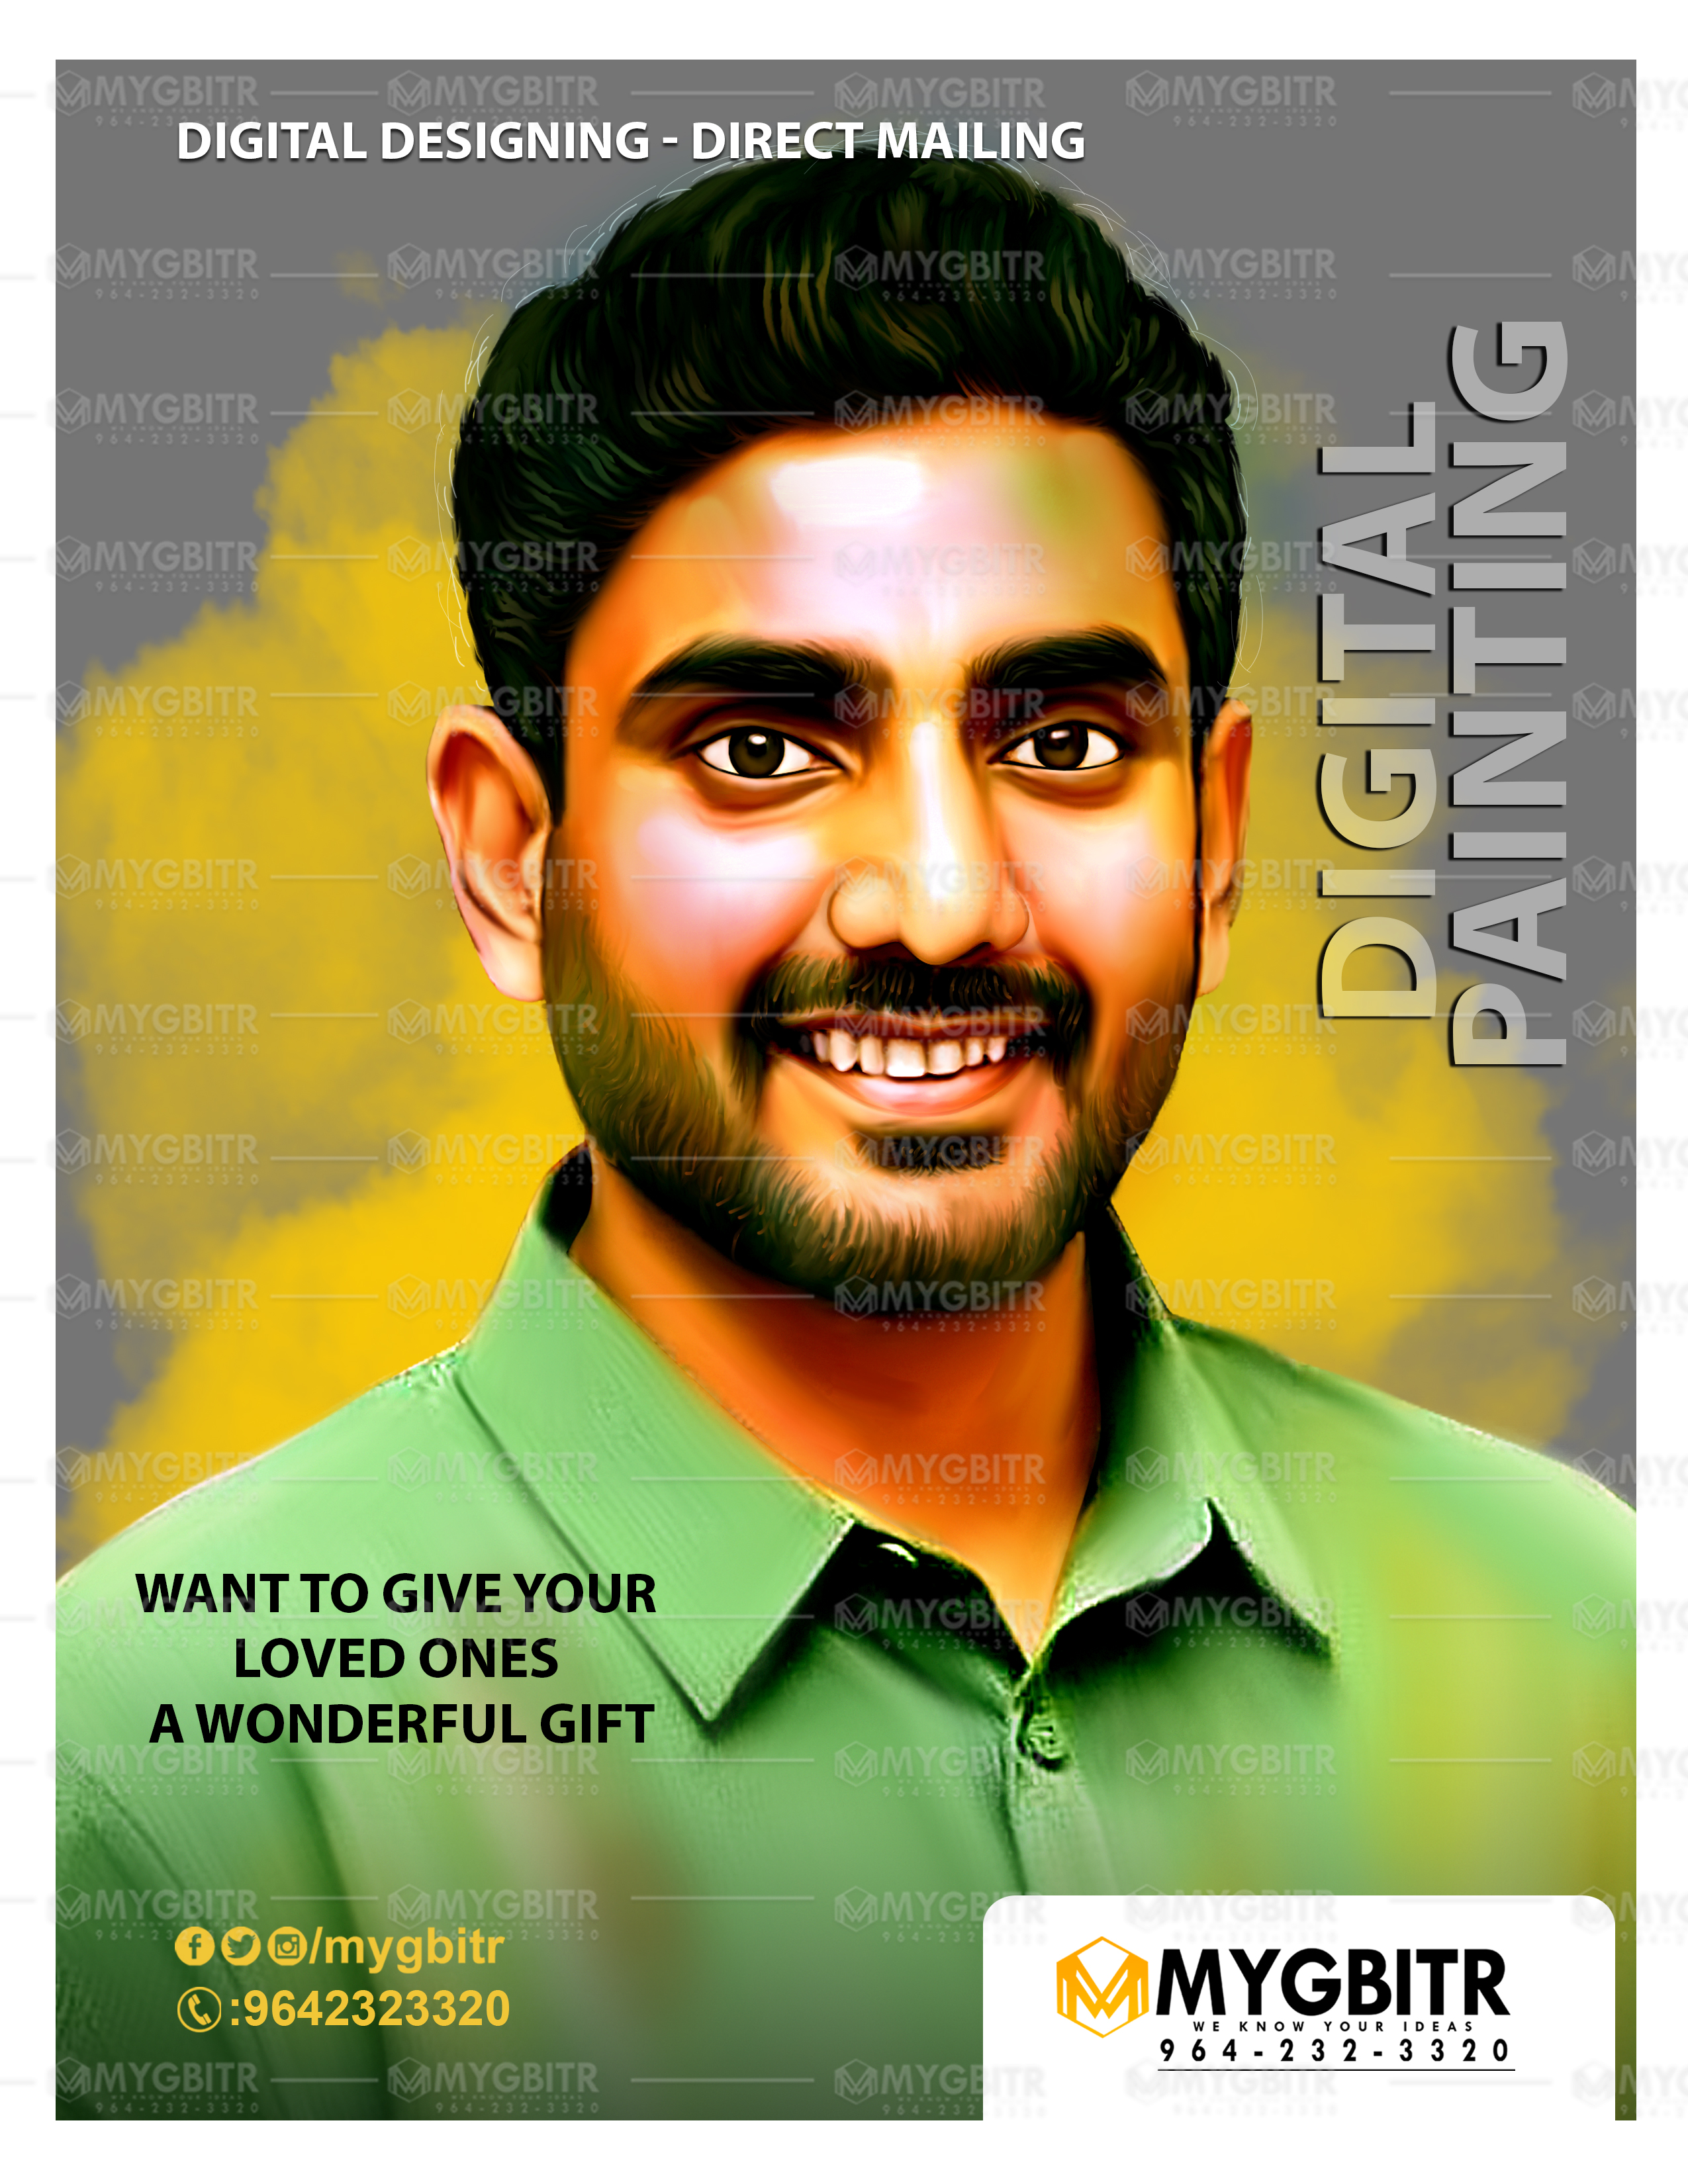 DIGITAL DESIGNING - DIRECT MAILING
DIGITAL
PAINTING
WANT TO GIVE YOUR
LOVED ONES
A WONDERFUL GIFT
/mygbitr
:9642323320
MYGBITR
WE KNOW YOUR IDEAS
964-232-3320